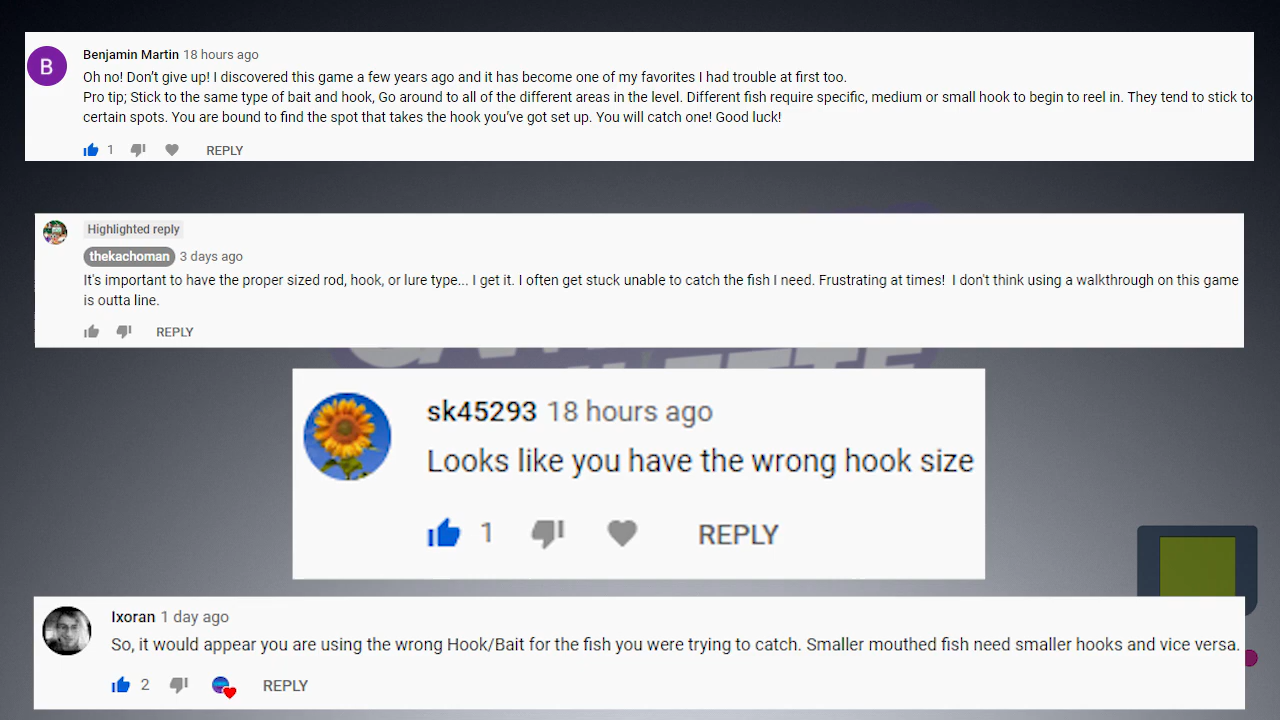 B
Benjamin Martin 18 hours ago
Oh no! Don't give up! I discovered this game a few years ago and it has become one of my favorites I had trouble at first too.
Pro tip; Stick to the same type of bait and hook, Go around to all of the different areas in the level. Different fish require specific, medium or small hook to begin to reel in. They tend to stick to
certain spots. You are bound to find the spot that takes the hook you've got set up. You will catch one! Good luck!
1 REPLY
Highlighted reply
thekachoman 3 days ago
It's important to have the proper sized rod, hook, or lure type... I get it. I often get stuck unable to catch the fish I need. Frustrating at times! I don't think using a walkthrough on this game
is outta line.
REPLY
sk45293 18 hours ago
Looks like you have the wrong hook size
1 REPLY
Ixoran 1 day ago
So, it would appear you are using the wrong Hook/Bait for the fish you were trying to catch. Smaller mouthed fish need smaller hooks and vice versa.
2 REPLY